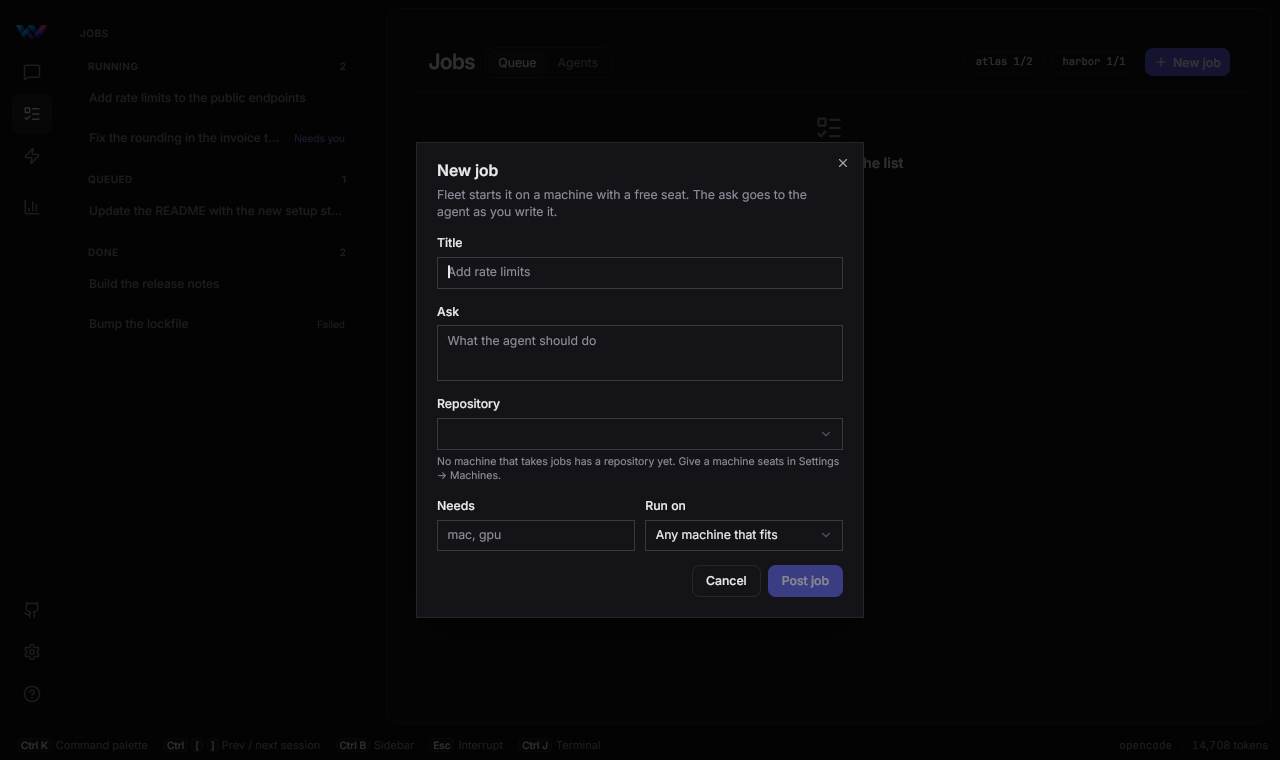 JOBS
RUNNING 2
Add rate limits to the public endpoints
Fix the rounding in the invoice t... Needs you
QUEUED 1
Update the README with the new setup st...
DONE 2
Build the release notes
Bump the lockfile Failed
Jobs Queue Agents atlas 1/2 harbor 1/1 + New job
he list
New job
Fleet starts it on a machine with a free seat. The ask goes to the
agent as you write it.
Title
Add rate limits
Ask
What the agent should do
Repository
No machine that takes jobs has a repository yet. Give a machine seats in Settings
→ Machines.
Needs Run on
mac, gpu Any machine that fits
Cancel Post job
Ctrl K Command palette Ctrl [ ] Prev / next session Ctrl B Sidebar Esc Interrupt Ctrl J Terminal opencode 14,708 tokens